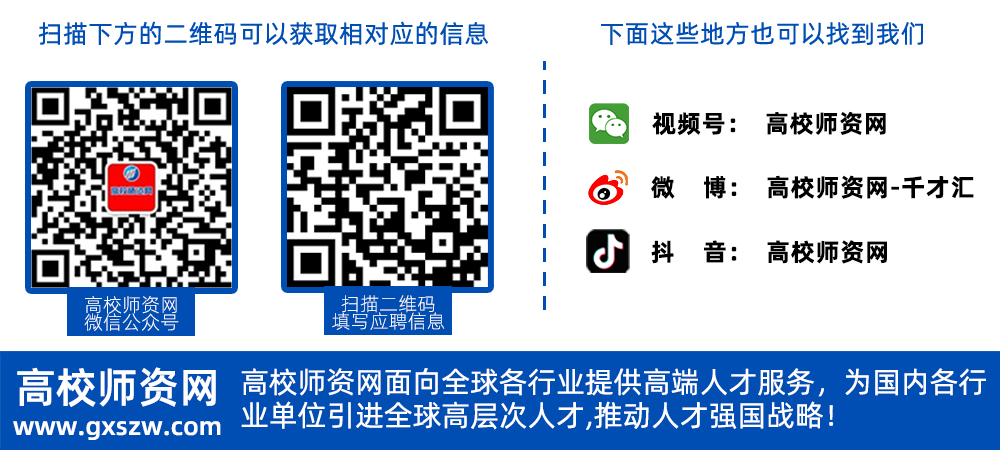 扫描下方的二维码可以获取相对应的信息
高校师资网
高校师资网
微信公众号
扫描二维码
填写应聘信息
下面这些地方也可以找到我们
视频号： 高校师资网
微 博： 高校师资网-千才汇
抖 音： 高校师资网
高校师资网
www.gxszw.com
高校师资网面向全球各行业提供高端人才服务，为国内各行
业单位引进全球高层次人才,推动人才强国战略！